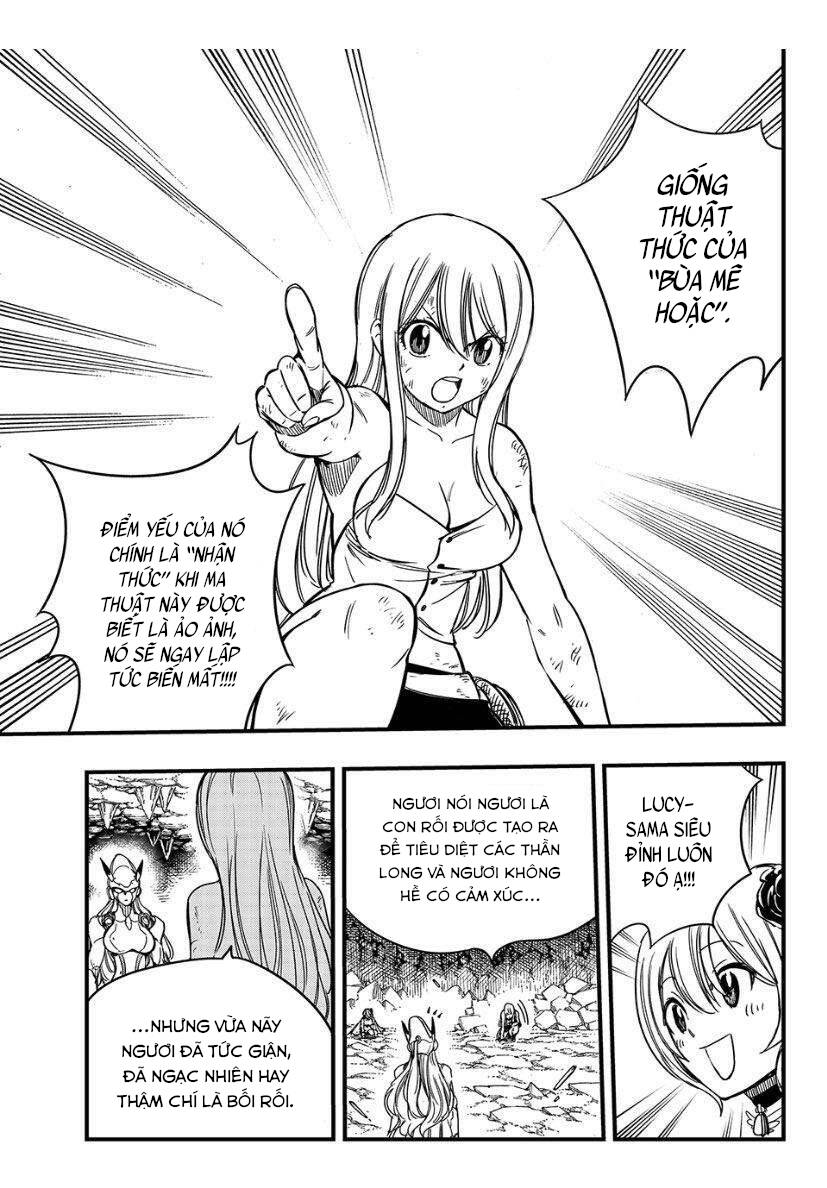 GIỐNG
THUẬT
THỨC CỦA
"BÙA MÊ
HOẶC".
ĐIỂM YẾU CỦA NÓ
CHÍNH LÀ "NHẬN
THỨC" KHI MA
THUẬT NÀY ĐƯỢC
BIẾT LÀ ẢO ẢNH,
NÓ SẼ NGAY LẬP
TỨC BIẾN MẤT!!!!
LUCY-
SAMA SIÊU
ĐỈNH LUÔN
ĐÓ Ạ!!!
NGƯƠI NÓI NGƯƠI LÀ
CON RỐI ĐƯỢC TẠO RA
ĐỂ TIÊU DIỆT CÁC THẦN
LONG VÀ NGƯƠI KHÔNG
HỀ CÓ CẢM XÚC...
...NHƯNG VỪA NÃY
NGƯƠI ĐÃ TỨC GIẬN,
ĐÃ NGẠC NHIÊN HAY
THẬM CHÍ LÀ BỐI RỐI.